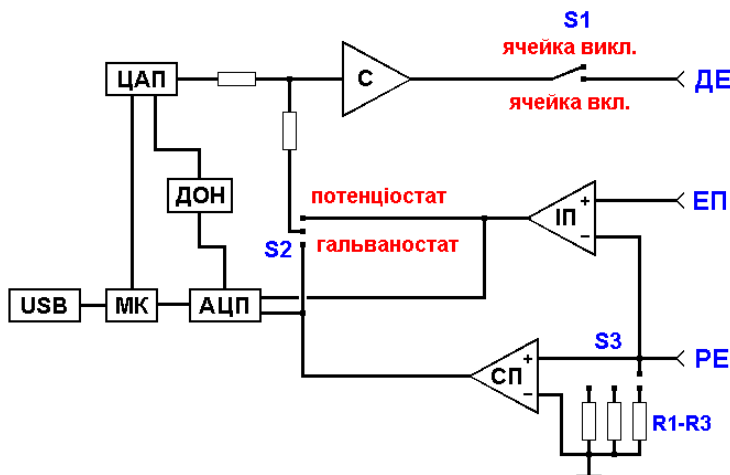 S1
ячейка викл.
ЦАП
С
ДЕ
ячейка вкл.
ДОН
потенціостат
ІП
+
−
ЕП
S2
гальваностат
USB
МК
АЦП
S3
РЕ
СП
+
−
R1-R3